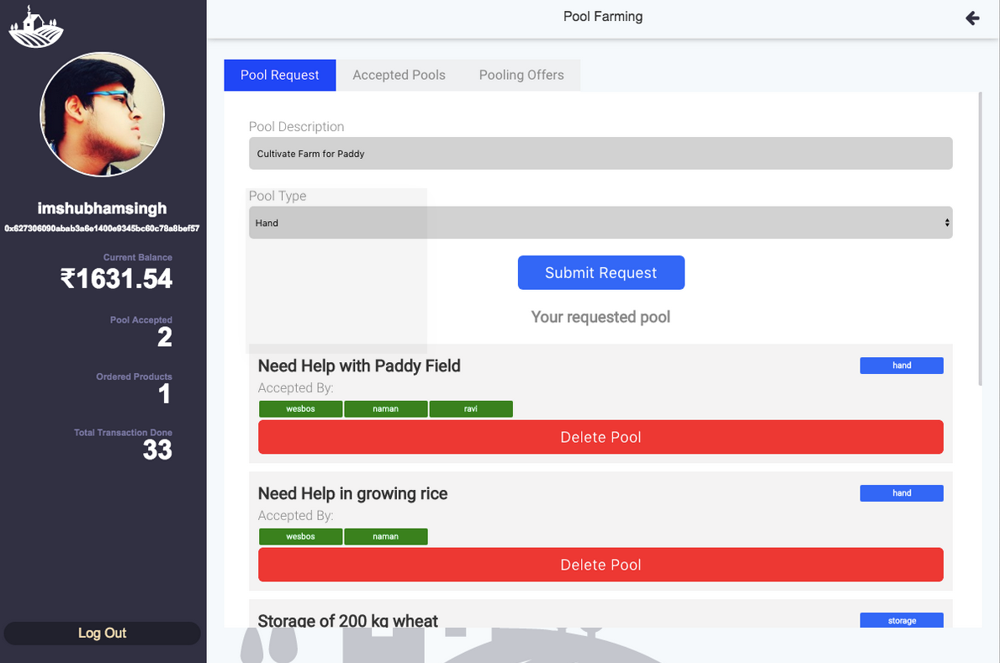 Pool Farming
imshubhamsingh
0x627306090abab3a6e1400e9345bc60c78a8bef57
Current Balance
₹1631.54
Pool Accepted
2
Ordered Products
1
Total Transaction Done
33
Log Out
Pool Request
Accepted Pools
Pooling Offers
Pool Description
Cultivate Farm for Paddy
Pool Type
Hand
Submit Request
Your requested pool
Need Help with Paddy Field
hand
Accepted By:
wesbos
naman
ravi
Delete Pool
Need Help in growing rice
hand
Accepted By:
wesbos
naman
Delete Pool
Storage of 200 kg wheat
storage